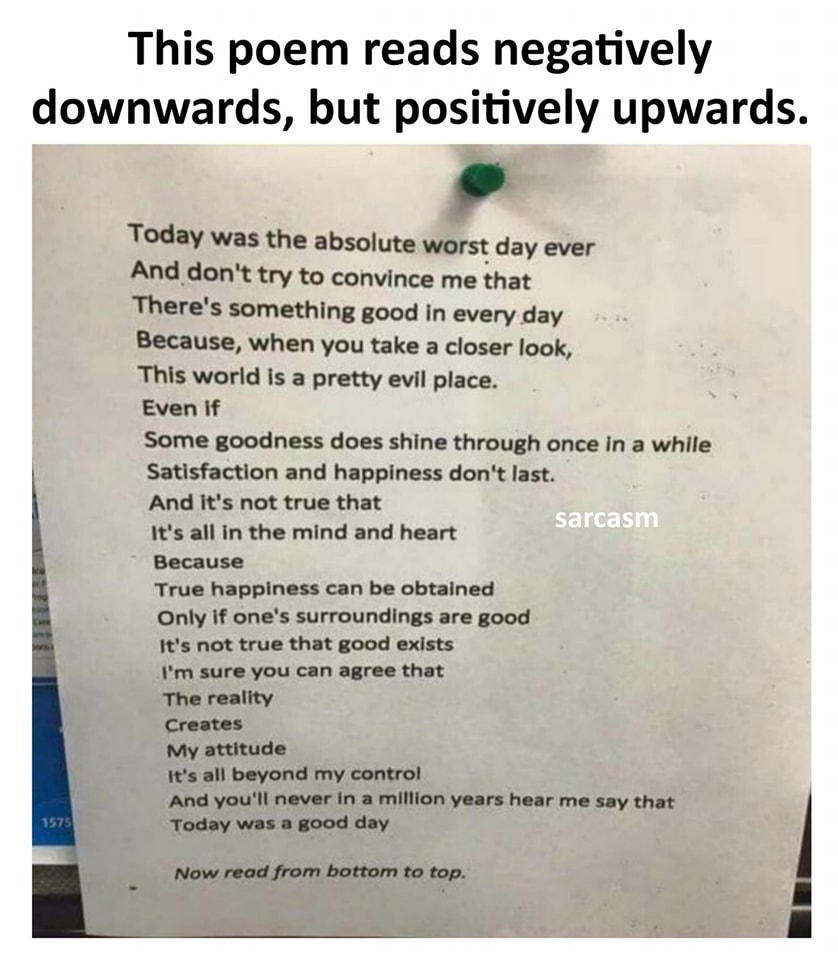 This poem reads negatively
downwards, but positively upwards.
Today was the absolute worst day ever
And don't try to convince me that
There's something good in every day
Because, when you take a closer look,
This world is a pretty evil place.
Even if
Some goodness does shine through once in a while
Satisfaction and happiness don't last.
And it's not true that
It's all in the mind and heart
Because
True happiness can be obtained
Only if one's surroundings are good
It's not true that good exists
I'm sure you can agree that
The reality
Creates
My attitude
It's all beyond my control
And you'll never in a million years hear me say that
Today was a good day
Now read from bottom to top.
sarcasm
1575